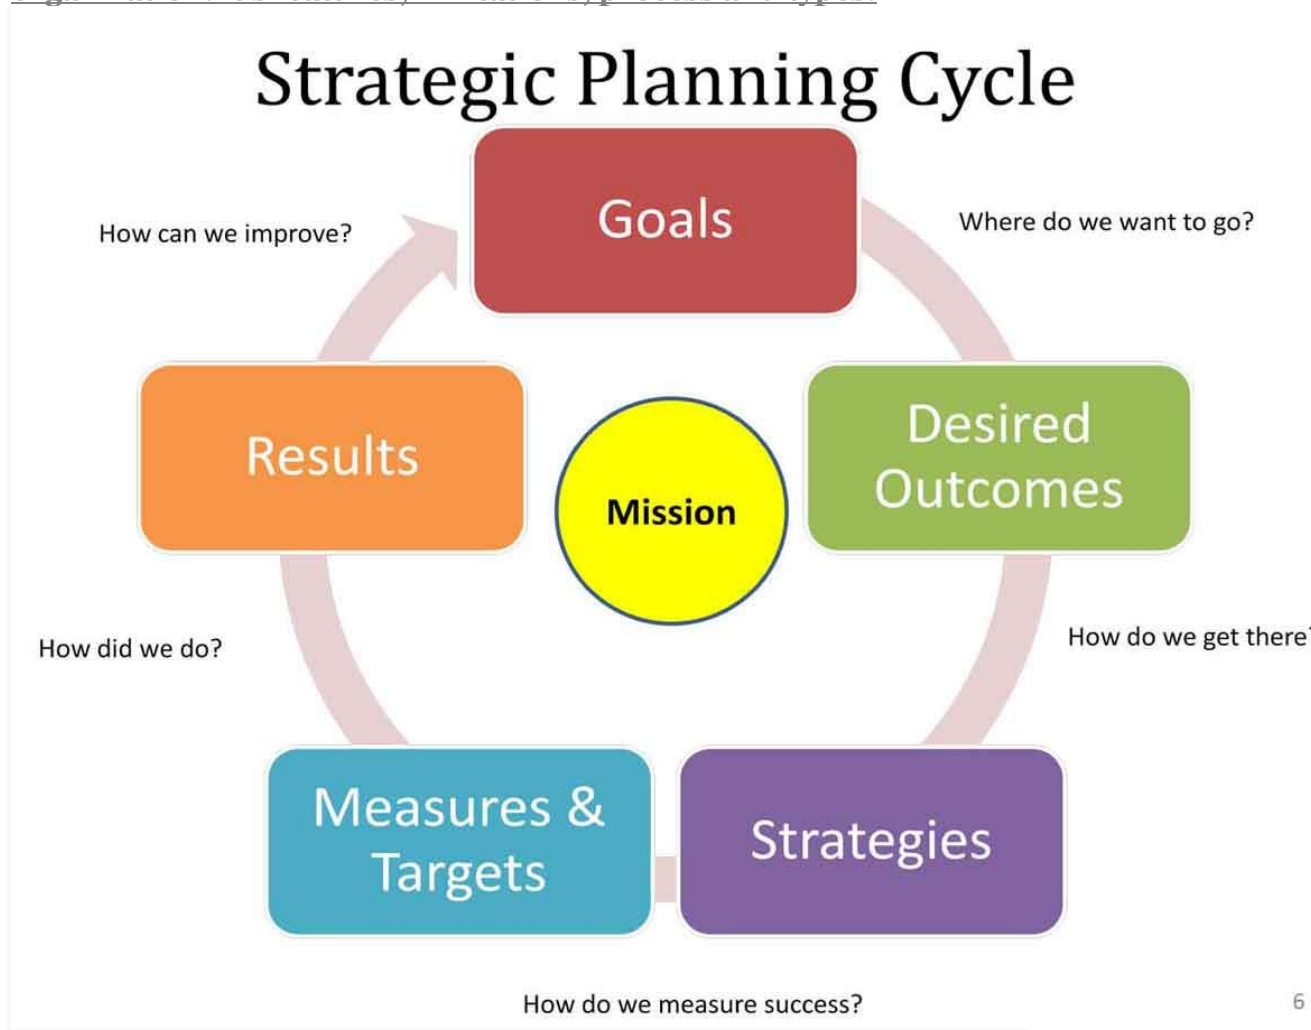 Strategic Planning Cycle
Goals
How can we improve?
Where do we want to go?
Results
Desired
Outcomes
Mission
How did we do?
How do we get there?
Measures &
Targets
Strategies
How do we measure success?
6